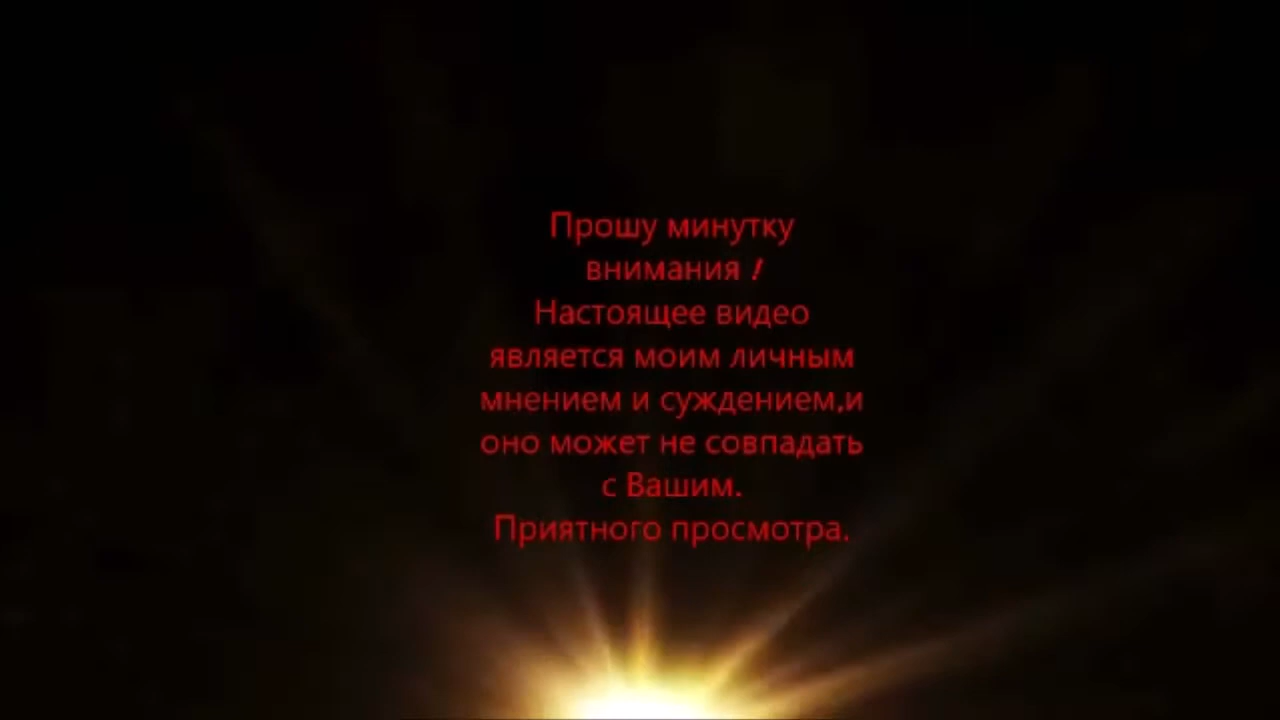 Прошу минутку
внимания !
Настоящее видео
является моим личным
мнением и суждением,и
оно может не совпадать
с Вашим.
Приятного просмотра.